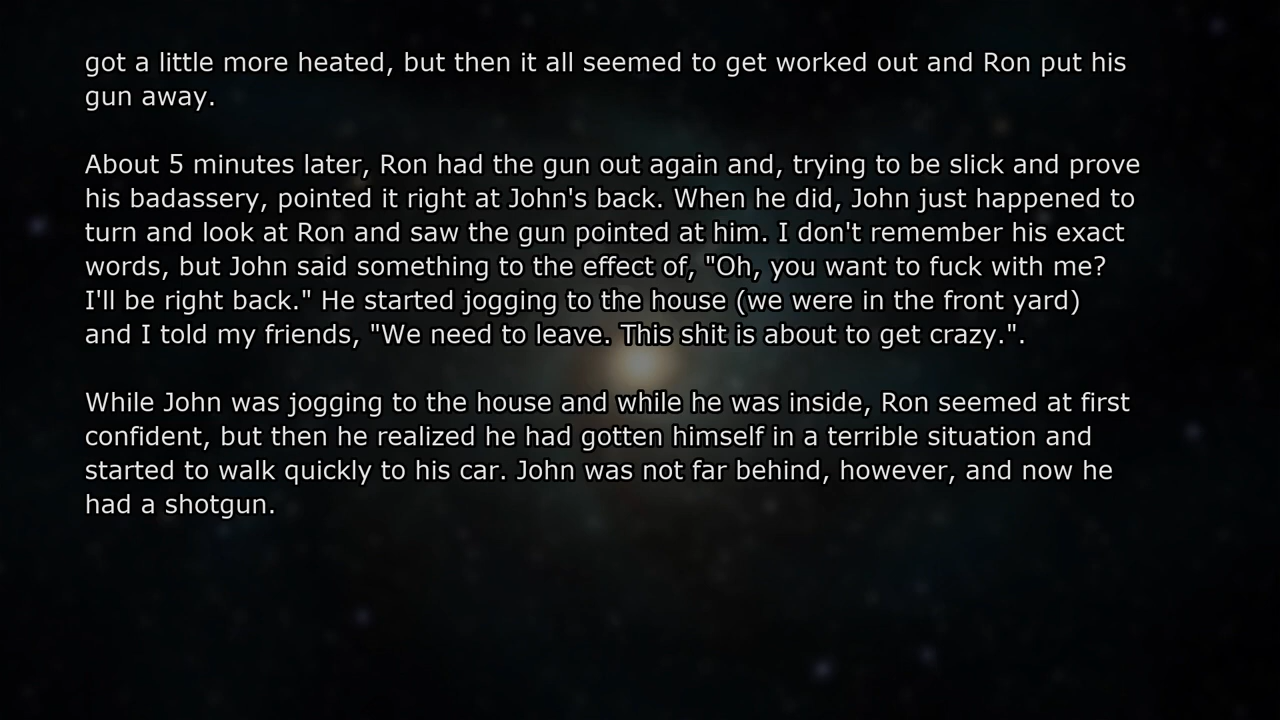 got a little more heated, but then it all seemed to get worked out and Ron put his
gun away.
About 5 minutes later, Ron had the gun out again and, trying to be slick and prove
his badassery, pointed it right at John's back. When he did, John just happened to
turn and look at Ron and saw the gun pointed at him. I don't remember his exact
words, but John said something to the effect of, "Oh, you want to fuck with me?
I'll be right back." He started jogging to the house (we were in the front yard)
and I told my friends, "We need to leave. This shit is about to get crazy.".
While John was jogging to the house and while he was inside, Ron seemed at first
confident, but then he realized he had gotten himself in a terrible situation and
started to walk quickly to his car. John was not far behind, however, and now he
had a shotgun.